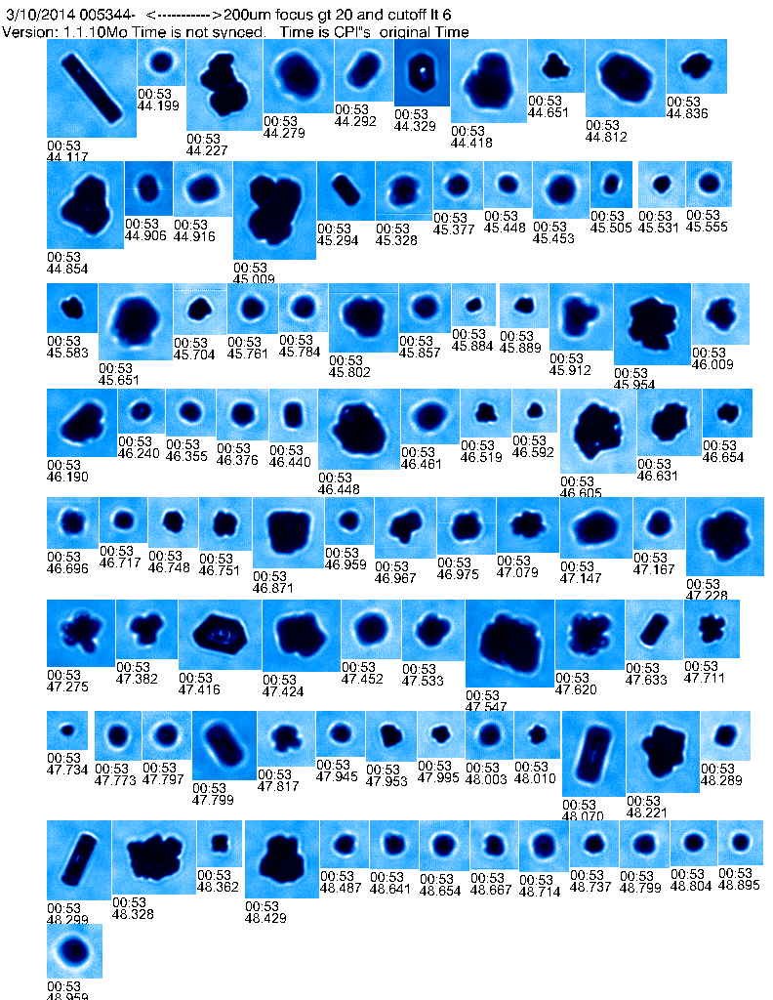 3/10/2014 005344- <----------->200um focus gt 20 and cutoff lt 6
Version: 1.1.10Mo Time is not synced. Time is CPI"s original Time
00:53 00:53 00:53 00:53 00:53 00:53 00:53 00:53 00:53 00:53
44.117 44.199 44.227 44.279 44.292 44.329 44.418 44.651 44.812 44.836
00:53 00:53 00:53 00:53 00:53 00:53 00:53 00:53 00:53 00:53 00:53 00:53
44.854 44.906 44.916 45.009 45.294 45.328 45.377 45.448 45.453 45.505 45.531 45.555
00:53 00:53 00:53 00:53 00:53 00:53 00:53 00:53 00:53 00:53 00:53 00:53
45.583 45.651 45.704 45.761 45.784 45.802 45.857 45.884 45.889 45.912 45.954 46.009
00:53 00:53 00:53 00:53 00:53 00:53 00:53 00:53 00:53 00:53 00:53 00:53
46.190 46.240 46.355 46.376 46.440 46.448 46.461 46.519 46.592 46.605 46.631 46.654
00:53 00:53 00:53 00:53 00:53 00:53 00:53 00:53 00:53 00:53 00:53 00:53
46.696 46.717 46.748 46.751 46.871 46.959 46.967 46.975 47.079 47.147 47.167 47.228
00:53 00:53 00:53 00:53 00:53 00:53 00:53 00:53 00:53 00:53
47.275 47.382 47.416 47.424 47.452 47.533 47.547 47.620 47.633 47.711
00:53 00:53 00:53 00:53 00:53 00:53 00:53 00:53 00:53 00:53 00:53 00:53 00:53
47.734 47.773 47.797 47.799 47.817 47.945 47.953 47.995 48.003 48.010 48.070 48.221 48.289
00:53 00:53 00:53 00:53 00:53 00:53 00:53 00:53 00:53 00:53 00:53 00:53 00:53
48.299 48.328 48.362 48.429 48.487 48.641 48.654 48.667 48.714 48.737 48.799 48.804 48.895
00:53
48.959